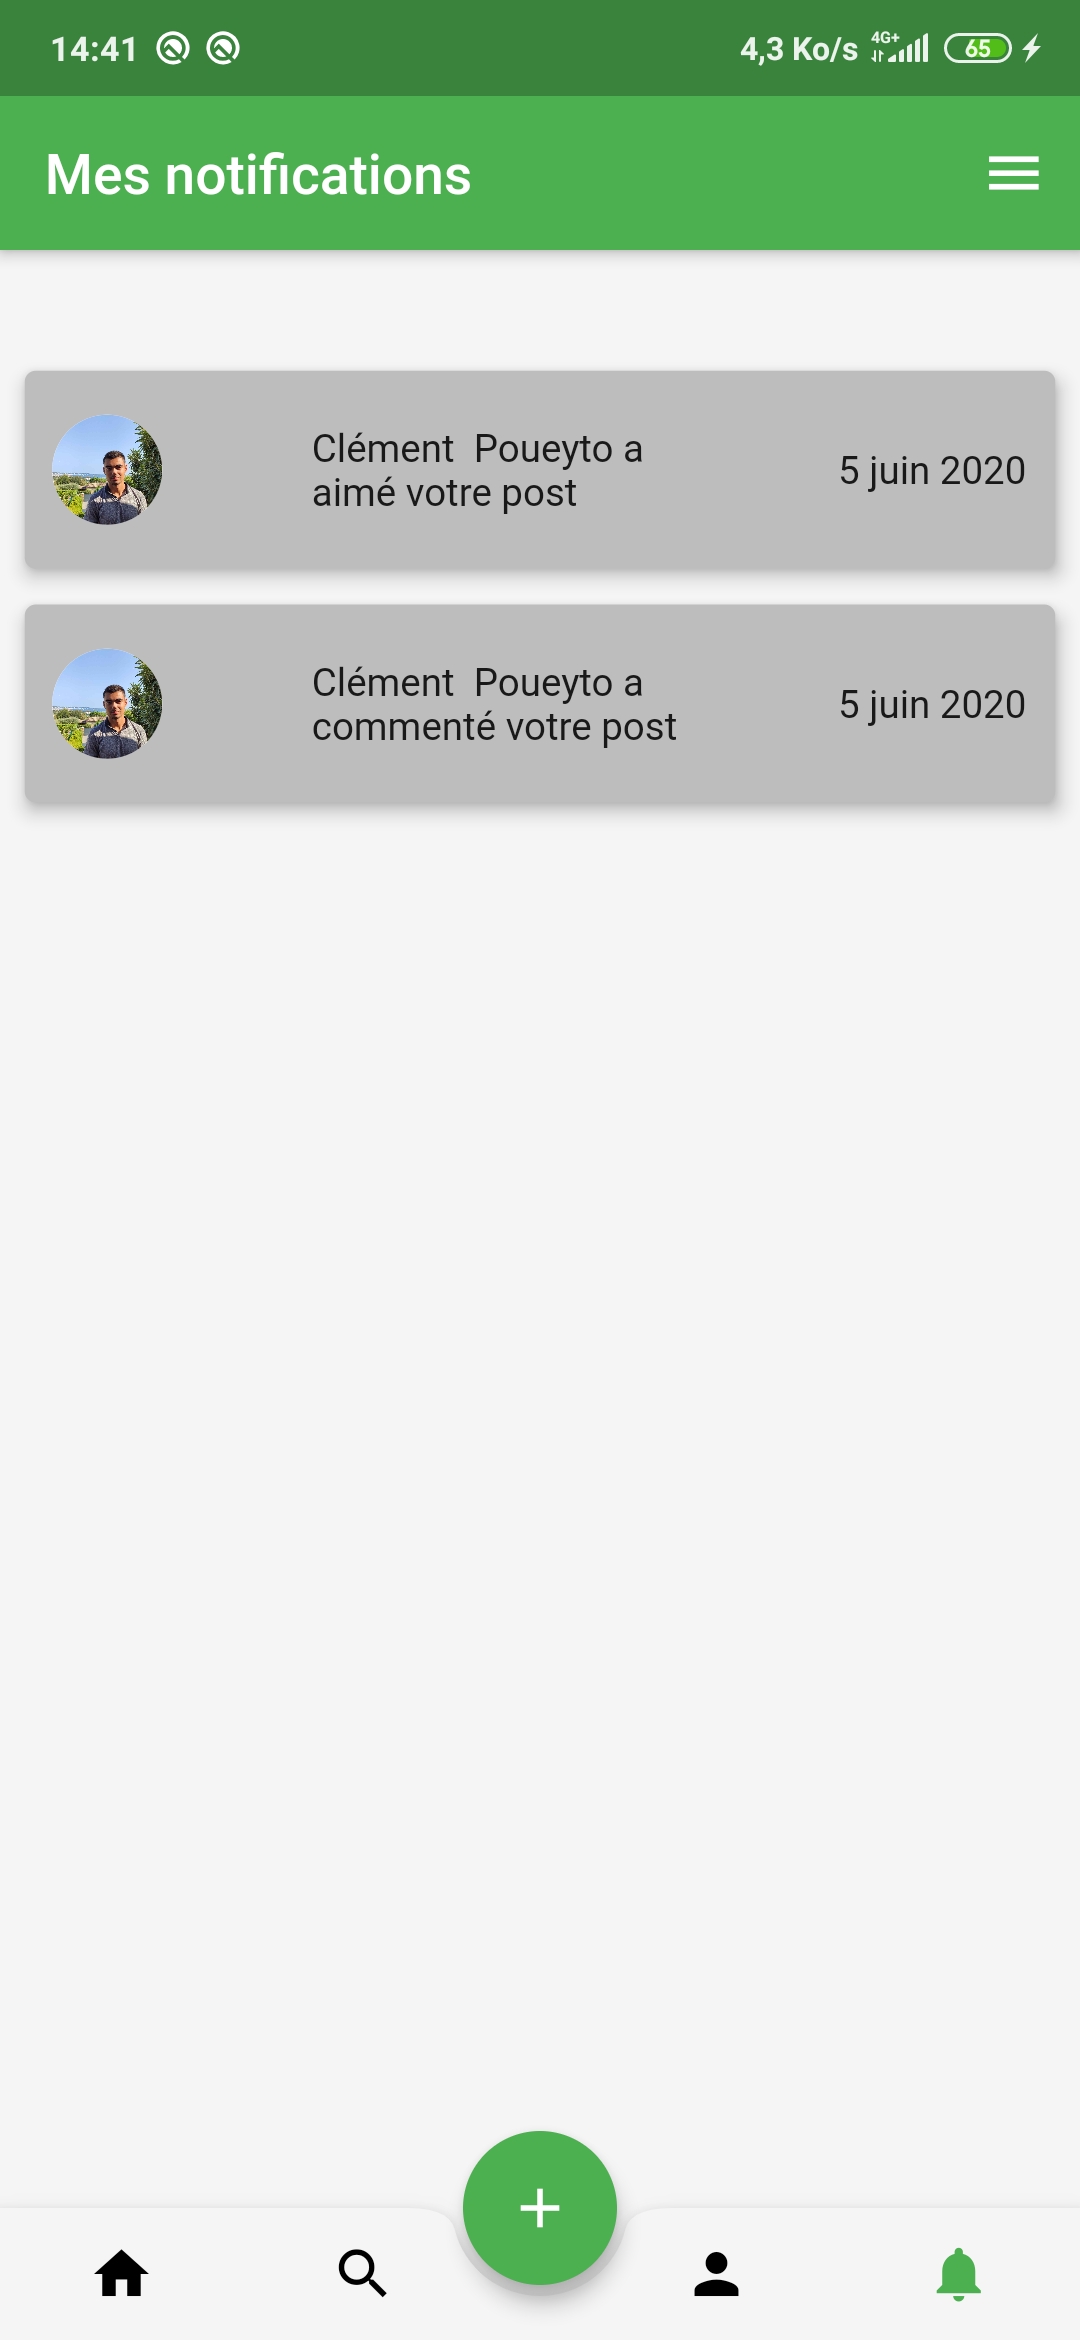 14:41 4,3 Ko/s 4G+ 65
Mes notifications
Clément  Poueyto a
aimé votre post
5 juin 2020
Clément  Poueyto a
commenté votre post
5 juin 2020